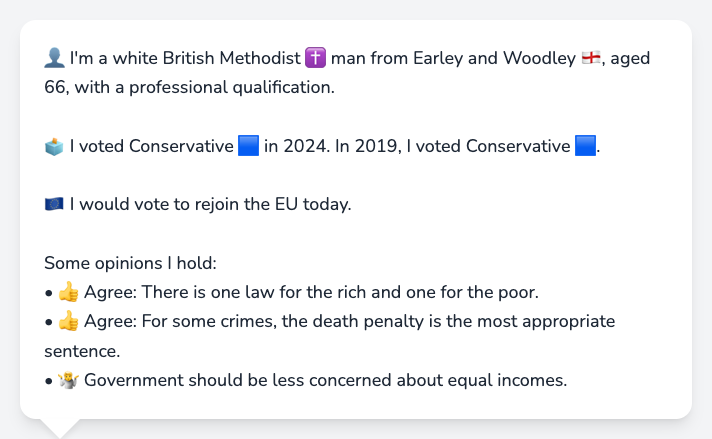 👤 I'm a white British Methodist ✝️ man from Earley and Woodley 🏴󠁧󠁢󠁥󠁮󠁧󠁿, aged
66, with a professional qualification.
🗳️ I voted Conservative 🟦 in 2024. In 2019, I voted Conservative 🟦.
🇪🇺 I would vote to rejoin the EU today.
Some opinions I hold:
• 👍 Agree: There is one law for the rich and one for the poor.
• 👍 Agree: For some crimes, the death penalty is the most appropriate
sentence.
• 🤷 Government should be less concerned about equal incomes.